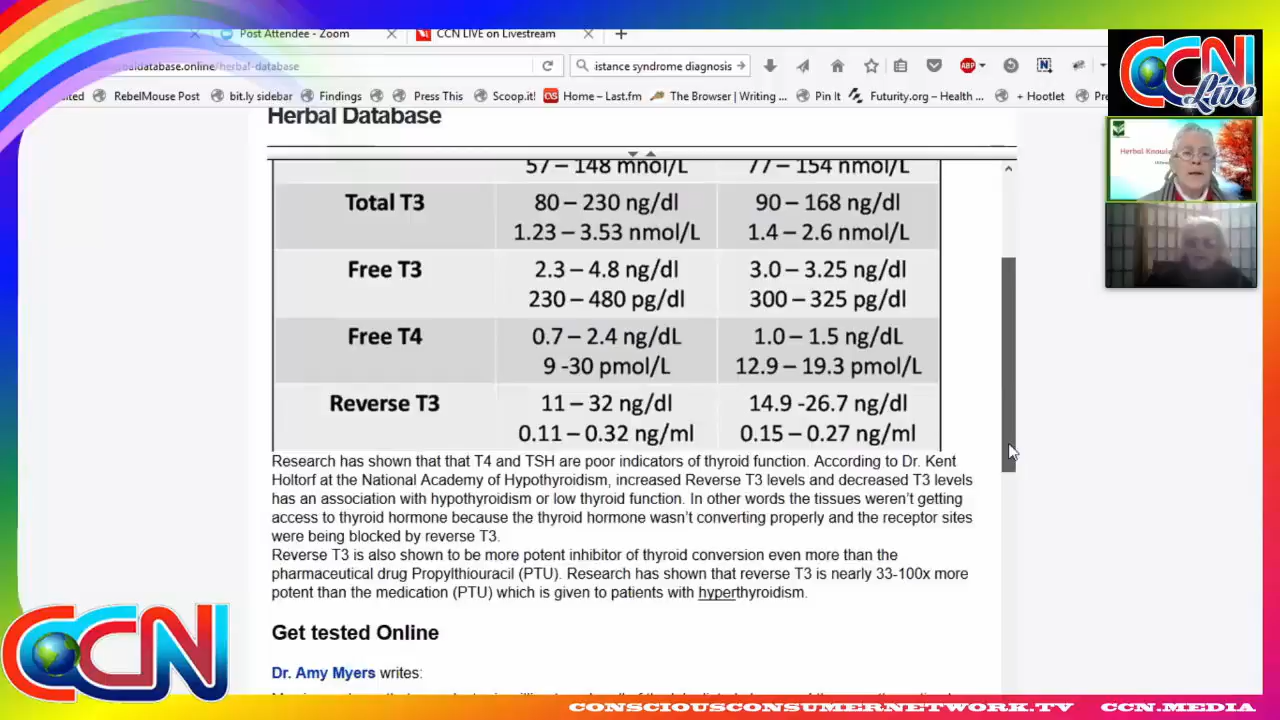 Post Attendee - Zoom
CCN LIVE on Livestream
aldatabase.online/herbal-database
istance syndrome diagnosis
ABP
RebelMouse Post
bit.ly sidebar
Findings
Press This
Scoop.it!
Home – Last.fm
The Browser | Writing ...
Pin It
Futurity.org – Health ...
+ Hootlet
CCN
Live
Herbal Database
57 – 148 mnol/L 77 – 154 nmol/L
Total T3 80 – 230 ng/dl 90 – 168 ng/dl
1.23 – 3.53 nmol/L 1.4 – 2.6 nmol/L
Free T3 2.3 – 4.8 ng/dl 3.0 – 3.25 ng/dl
230 – 480 pg/dl 300 – 325 pg/dl
Free T4 0.7 – 2.4 ng/dL 1.0 – 1.5 ng/dL
9 -30 pmol/L 12.9 – 19.3 pmol/L
Reverse T3 11 – 32 ng/dl 14.9 -26.7 ng/dl
0.11 – 0.32 ng/ml 0.15 – 0.27 ng/ml
Research has shown that that T4 and TSH are poor indicators of thyroid function. According to Dr. Kent
Holtorf at the National Academy of Hypothyroidism, increased Reverse T3 levels and decreased T3 levels
has an association with hypothyroidism or low thyroid function. In other words the tissues weren't getting
access to thyroid hormone because the thyroid hormone wasn't converting properly and the receptor sites
were being blocked by reverse T3.
Reverse T3 is also shown to be more potent inhibitor of thyroid conversion even more than the
pharmaceutical drug Propylthiouracil (PTU). Research has shown that reverse T3 is nearly 33-100x more
potent than the medication (PTU) which is given to patients with hyperthyroidism.
Get tested Online
Dr. Amy Myers writes:
CCN
CONSCIOUSCONSUMERNETWORK.TV CCN.MEDIA